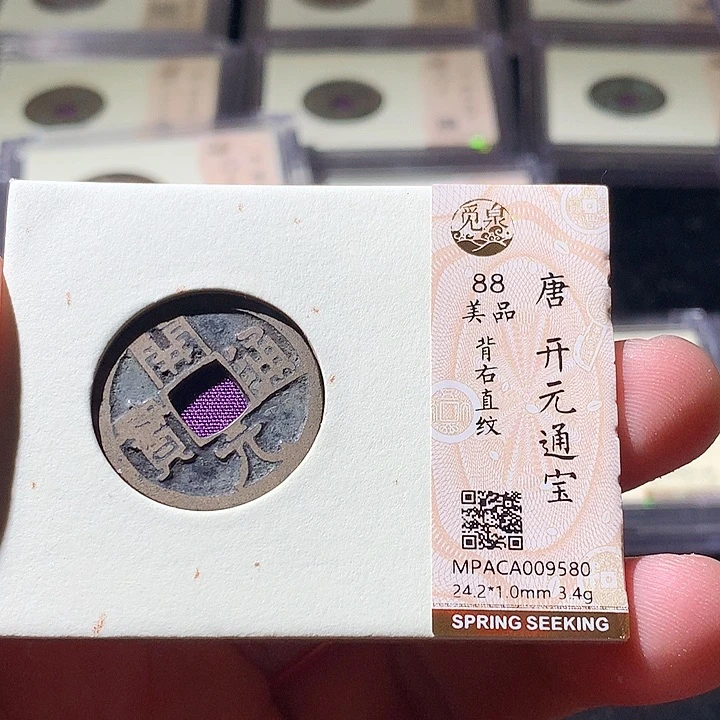 觅泉
唐 开元通宝
88
美品
背右直纹
MPACA009580
24.2*1.0mm 3.4g
SPRING SEEKING
開元通寶